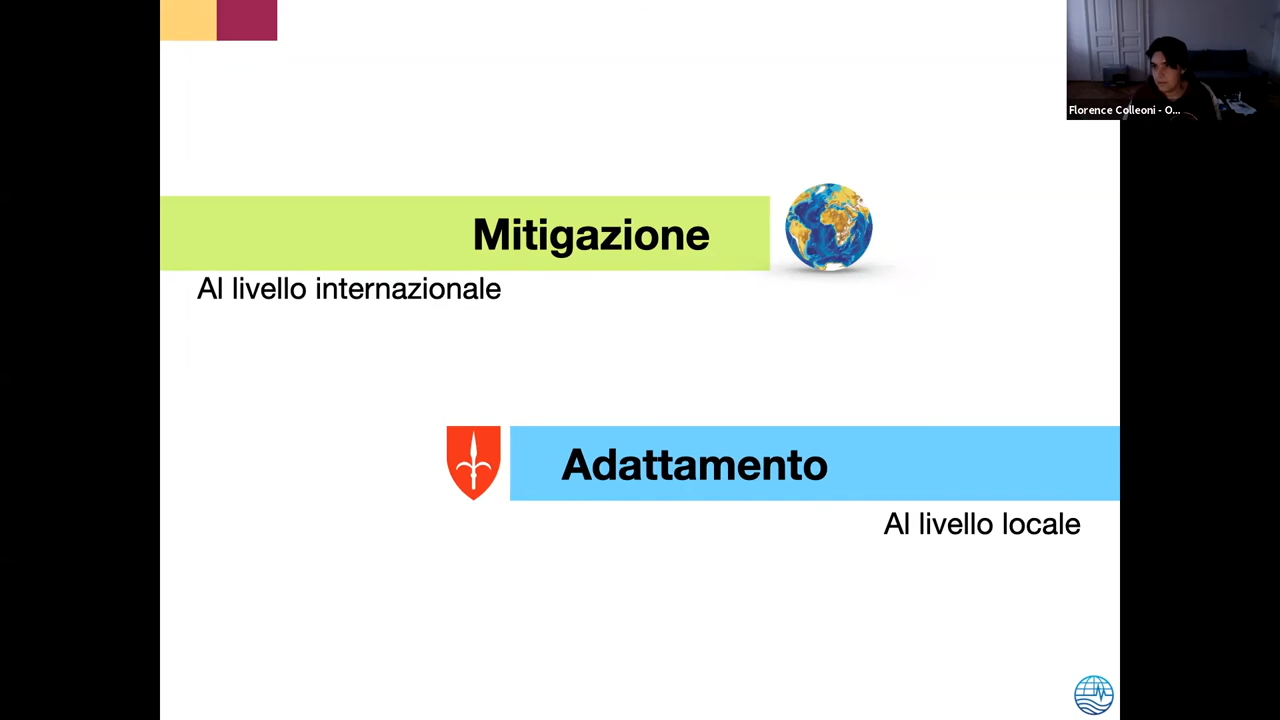 Florence Colleoni - O...
Mitigazione
Al livello internazionale
Adattamento
Al livello locale